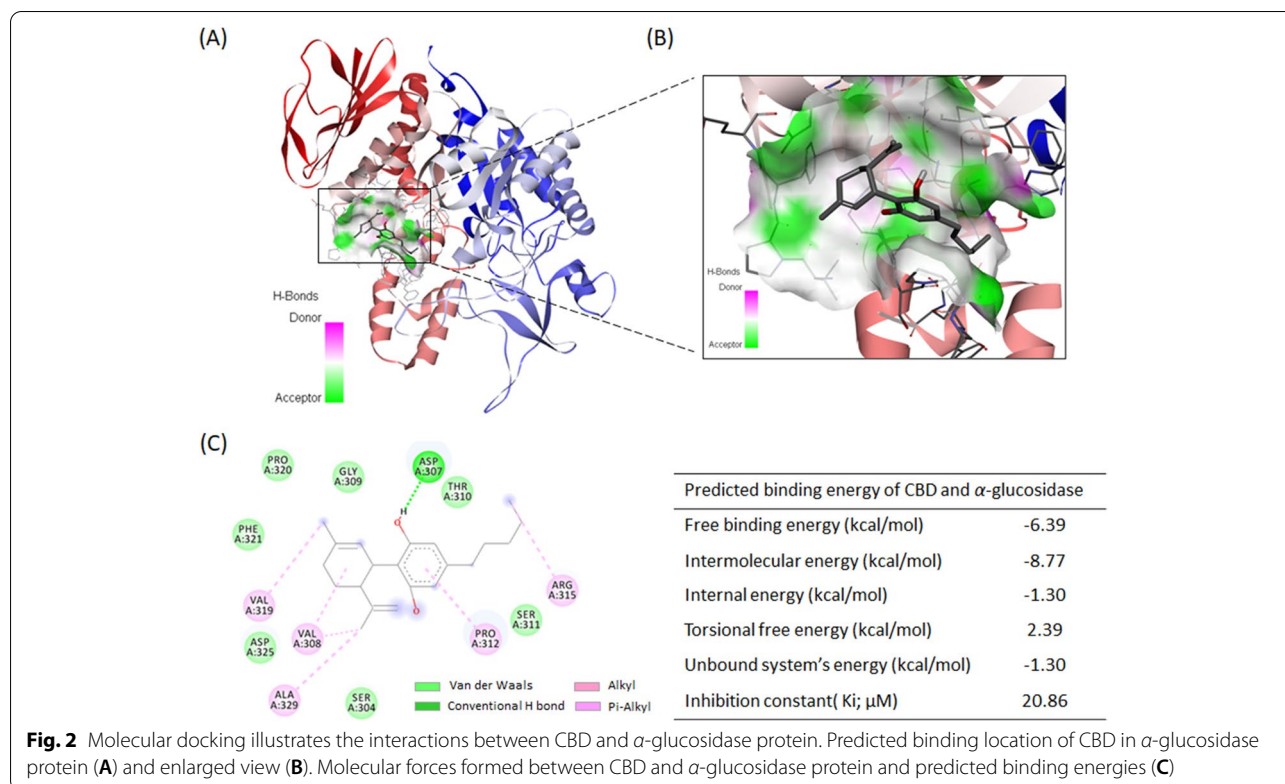 (A)
(B)
H-Bonds
Donor
Acceptor
H-Bonds
Donor
Acceptor
(C)
PRO
A:320
GLY
A:309
ASP
A:307
THR
A:310
PHE
A:321
H
O
VAL
A:319
ARG
A:315
ASP
A:325
VAL
A:308
O
PRO
A:312
SER
A:311
ALA
A:329
SER
A:304
Van der Waals
Conventional H bond
Alkyl
Pi-Alkyl
Predicted binding energy of CBD and α-glucosidase
Free binding energy (kcal/mol) -6.39
Intermolecular energy (kcal/mol) -8.77
Internal energy (kcal/mol) -1.30
Torsional free energy (kcal/mol) 2.39
Unbound system's energy (kcal/mol) -1.30
Inhibition constant( Ki; μM) 20.86
Fig. 2 Molecular docking illustrates the interactions between CBD and α-glucosidase protein. Predicted binding location of CBD in α-glucosidase
protein (A) and enlarged view (B). Molecular forces formed between CBD and α-glucosidase protein and predicted binding energies (C)